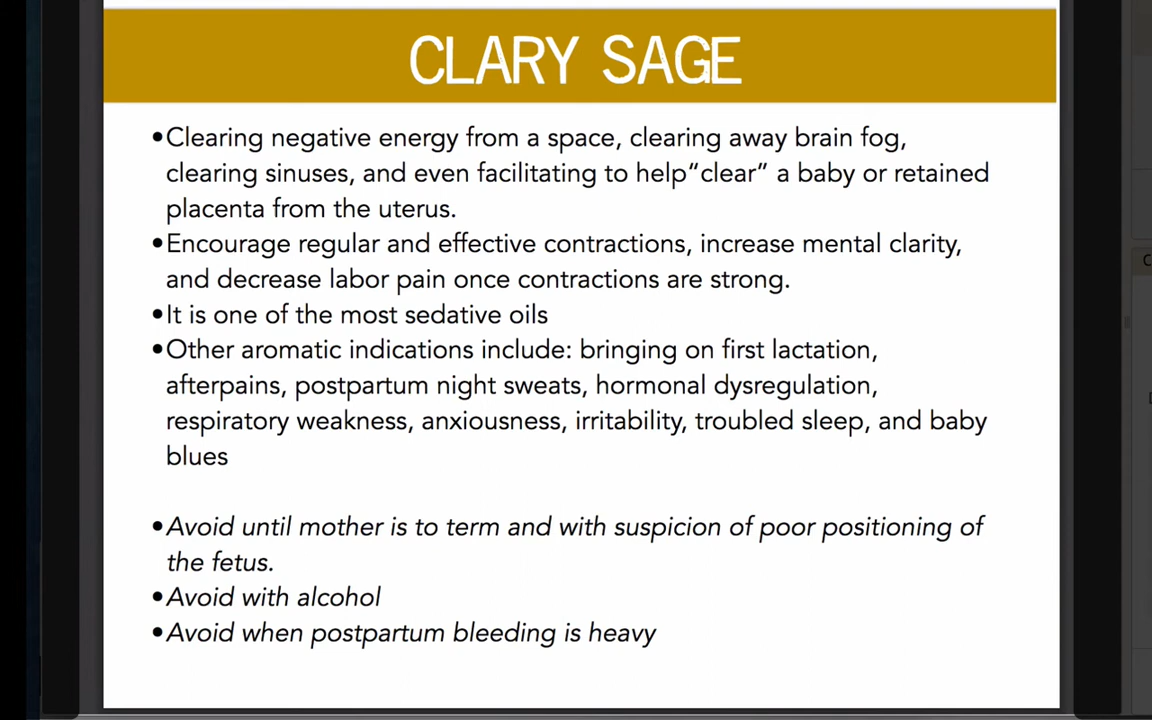 CLARY SAGE
•Clearing negative energy from a space, clearing away brain fog,
clearing sinuses, and even facilitating to help“clear” a baby or retained
placenta from the uterus.
•Encourage regular and effective contractions, increase mental clarity,
and decrease labor pain once contractions are strong.
•It is one of the most sedative oils
•Other aromatic indications include: bringing on first lactation,
afterpains, postpartum night sweats, hormonal dysregulation,
respiratory weakness, anxiousness, irritability, troubled sleep, and baby
blues
•Avoid until mother is to term and with suspicion of poor positioning of
the fetus.
•Avoid with alcohol
•Avoid when postpartum bleeding is heavy